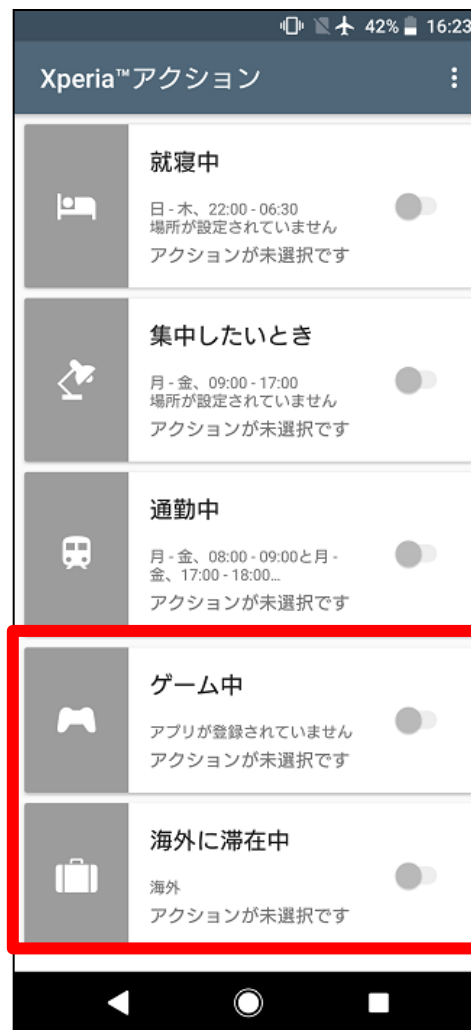 42% 16:23
Xperia™アクション
就寝中
日 - 木、22:00 - 06:30
場所が設定されていません
アクションが未選択です
集中したいとき
月 - 金、09:00 - 17:00
場所が設定されていません
アクションが未選択です
通勤中
月 - 金、08:00 - 09:00と月 -
金、17:00 - 18:00...
アクションが未選択です
ゲーム中
アプリが登録されていません
アクションが未選択です
海外に滞在中
海外
アクションが未選択です